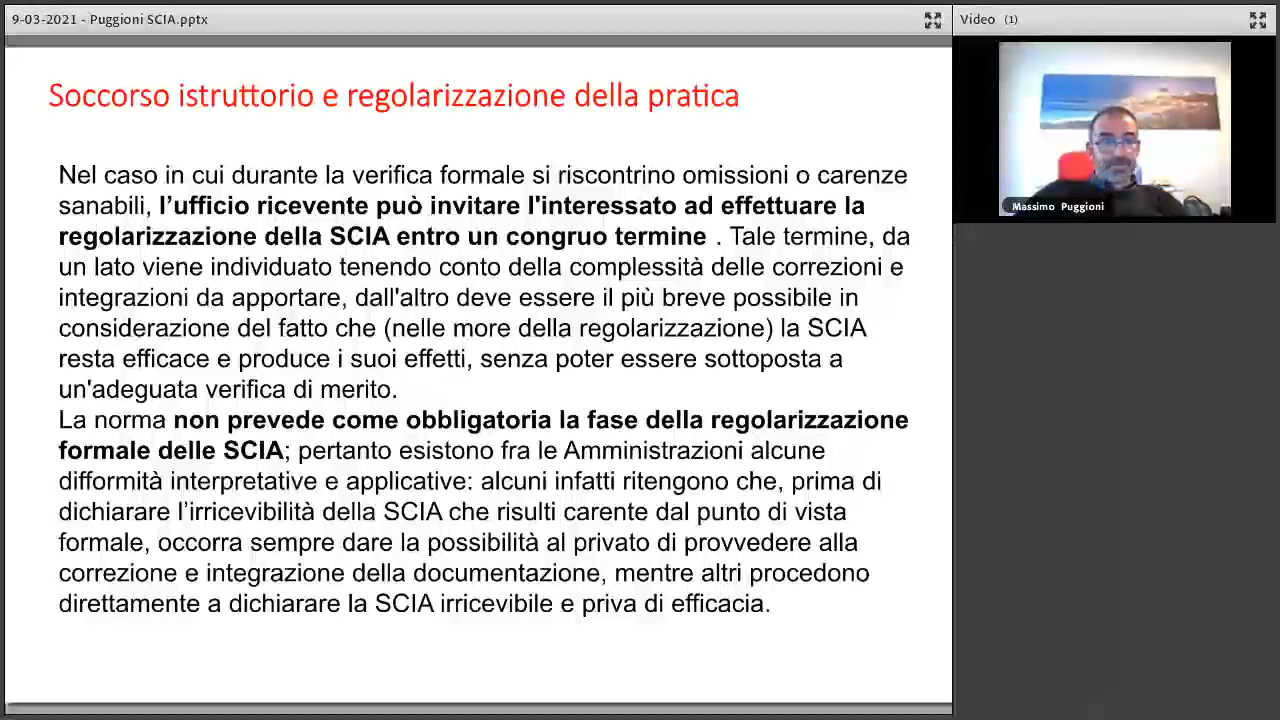 9-03-2021 - Puggioni SCIA.pptx
Video (1)
Massimo Puggioni
Soccorso istruttorio e regolarizzazione della pratica
Nel caso in cui durante la verifica formale si riscontrino omissioni o carenze
sanabili, l’ufficio ricevente può invitare l'interessato ad effettuare la
regolarizzazione della SCIA entro un congruo termine . Tale termine, da
un lato viene individuato tenendo conto della complessità delle correzioni e
integrazioni da apportare, dall'altro deve essere il più breve possibile in
considerazione del fatto che (nelle more della regolarizzazione) la SCIA
resta efficace e produce i suoi effetti, senza poter essere sottoposta a
un'adeguata verifica di merito.
La norma non prevede come obbligatoria la fase della regolarizzazione
formale delle SCIA; pertanto esistono fra le Amministrazioni alcune
difformità interpretative e applicative: alcuni infatti ritengono che, prima di
dichiarare l’irricevibilità della SCIA che risulti carente dal punto di vista
formale, occorra sempre dare la possibilità al privato di provvedere alla
correzione e integrazione della documentazione, mentre altri procedono
direttamente a dichiarare la SCIA irricevibile e priva di efficacia.